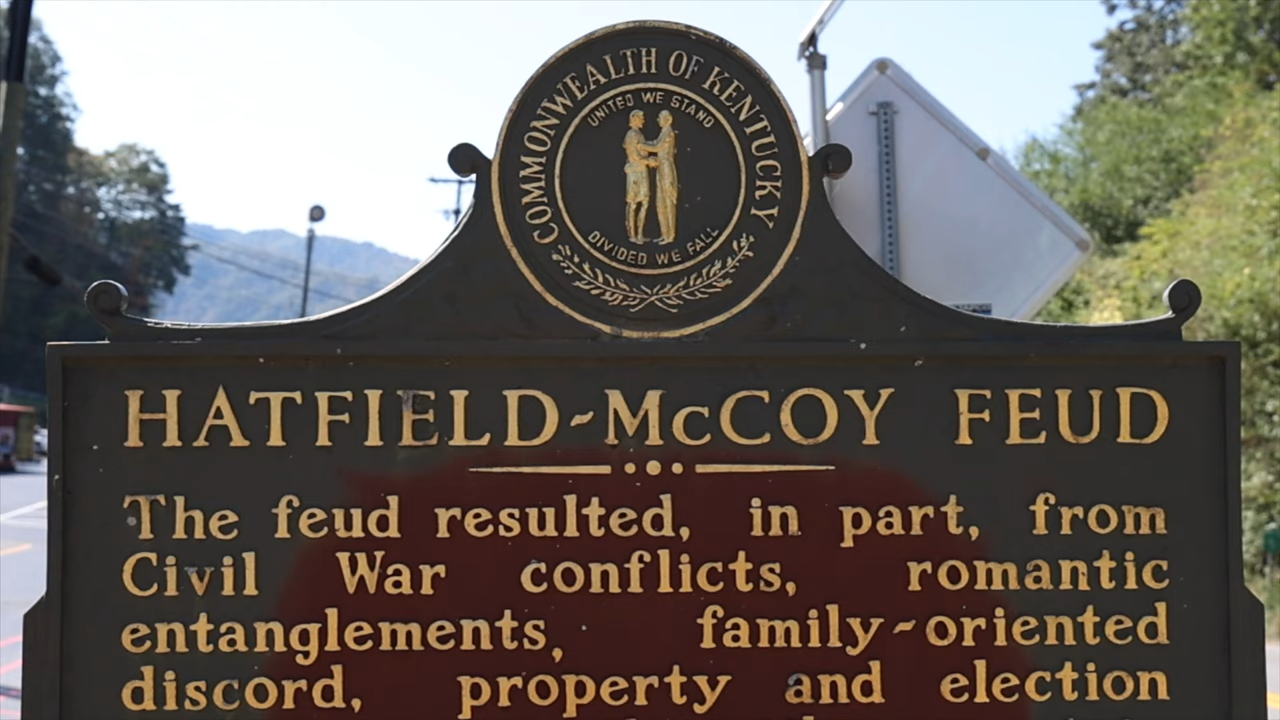 COMMONWEALTH OF KENTUCKY
UNITED WE STAND
DIVIDED WE FALL
HATFIELD-McCOY FEUD
The feud resulted, in part, from
Civil War conflicts, romantic
entanglements, family-oriented
discord, property and election